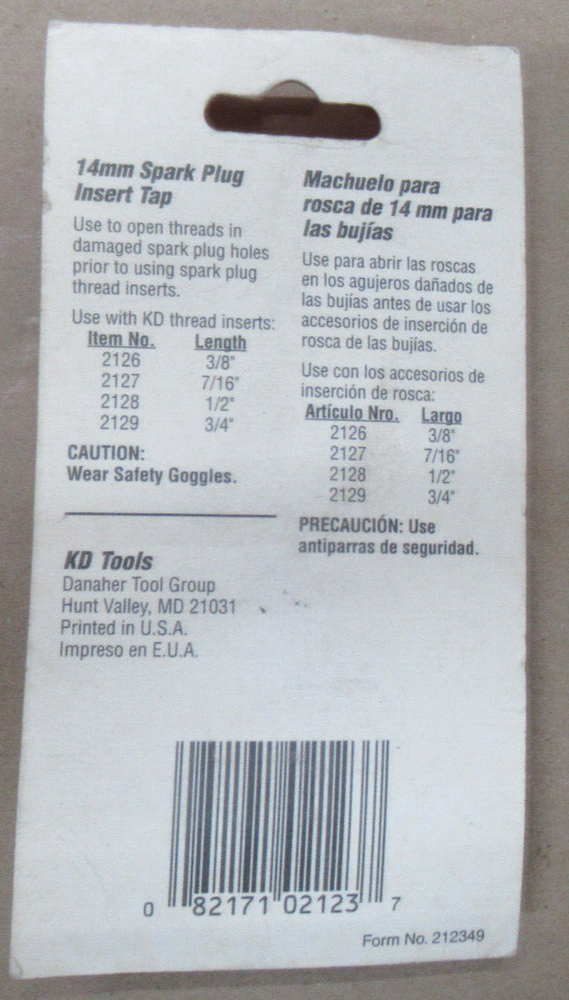 14mm Spark Plug
Insert Tap
Use to open threads in
damaged spark plug holes
prior to using spark plug
thread inserts.
Use with KD thread inserts:
Item No. Length
2126 3/8"
2127 7/16"
2128 1/2"
2129 3/4"
CAUTION:
Wear Safety Goggles.
KD Tools
Danaher Tool Group
Hunt Valley, MD 21031
Printed in U.S.A.
Impreso en E.U.A.
Machuelo para
rosca de 14 mm para
las bujías
Use para abrir las roscas
en los agujeros dañados de
las bujías antes de usar los
accesorios de inserción de
rosca de las bujías.
Use con los accesorios de
inserción de rosca:
Artículo Nro. Largo
2126 3/8"
2127 7/16"
2128 1/2"
2129 3/4"
PRECAUCIÓN: Use
antiparras de seguridad.
0 82171 02123 7
Form No. 212349